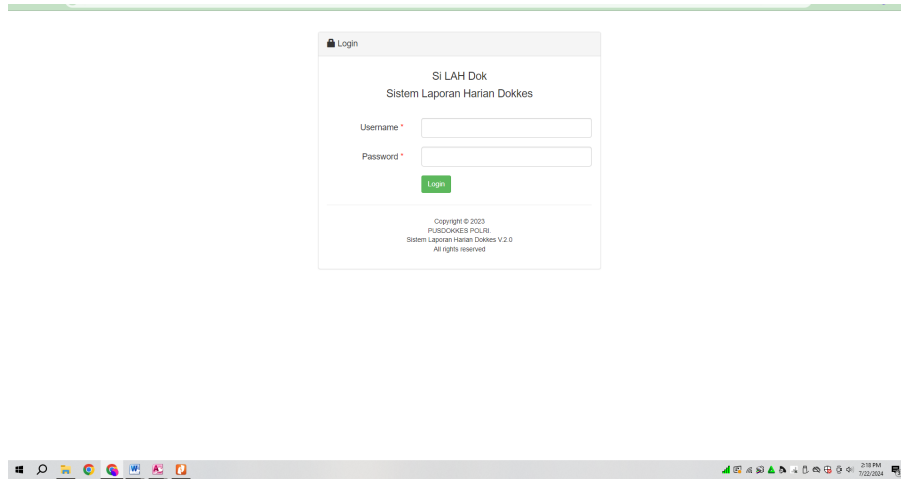 Login
Si LAH Dok
Sistem Laporan Harian Dokkes
Username *
Password *
Login
Copyright © 2023
PUSDOKKES POLRI.
Sistem Laporan Harian Dokkes V.2.0
All rights reserved
2:18 PM
7/22/2024